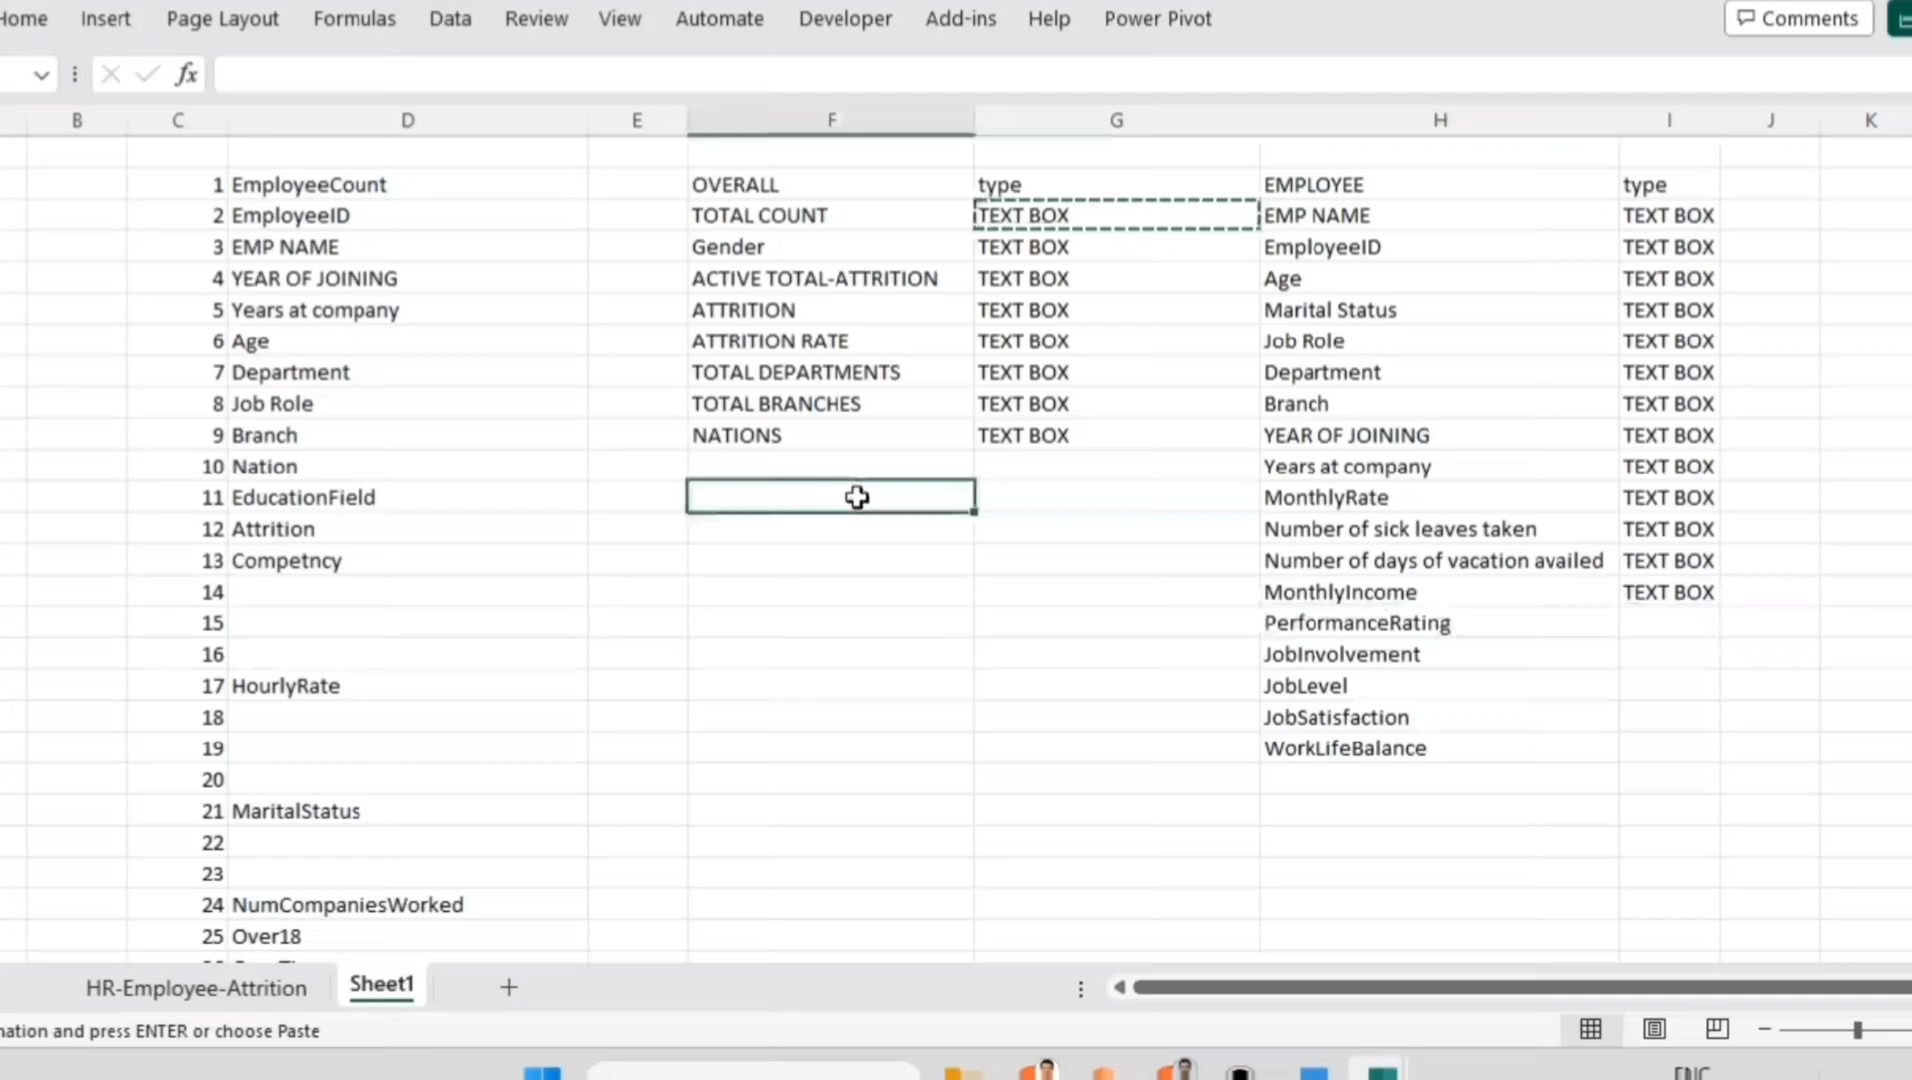 Home Insert Page Layout Formulas Data Review View Automate Developer Add-ins Help Power Pivot Comments
fx
B C D E F G H I J K
1 EmployeeCount OVERALL type EMPLOYEE type
2 EmployeeID TOTAL COUNT TEXT BOX EMP NAME TEXT BOX
3 EMP NAME Gender TEXT BOX EmployeeID TEXT BOX
4 YEAR OF JOINING ACTIVE TOTAL-ATTRITION TEXT BOX Age TEXT BOX
5 Years at company ATTRITION TEXT BOX Marital Status TEXT BOX
6 Age ATTRITION RATE TEXT BOX Job Role TEXT BOX
7 Department TOTAL DEPARTMENTS TEXT BOX Department TEXT BOX
8 Job Role TOTAL BRANCHES TEXT BOX Branch TEXT BOX
9 Branch NATIONS TEXT BOX YEAR OF JOINING TEXT BOX
10 Nation Years at company TEXT BOX
11 EducationField MonthlyRate TEXT BOX
12 Attrition Number of sick leaves taken TEXT BOX
13 Competncy Number of days of vacation availed TEXT BOX
14 MonthlyIncome TEXT BOX
15 PerformanceRating
16 JobInvolvement
17 HourlyRate JobLevel
18 JobSatisfaction
19 WorkLifeBalance
20
21 MaritalStatus
22
23
24 NumCompaniesWorked
25 Over18
HR-Employee-Attrition Sheet1
nation and press ENTER or choose Paste